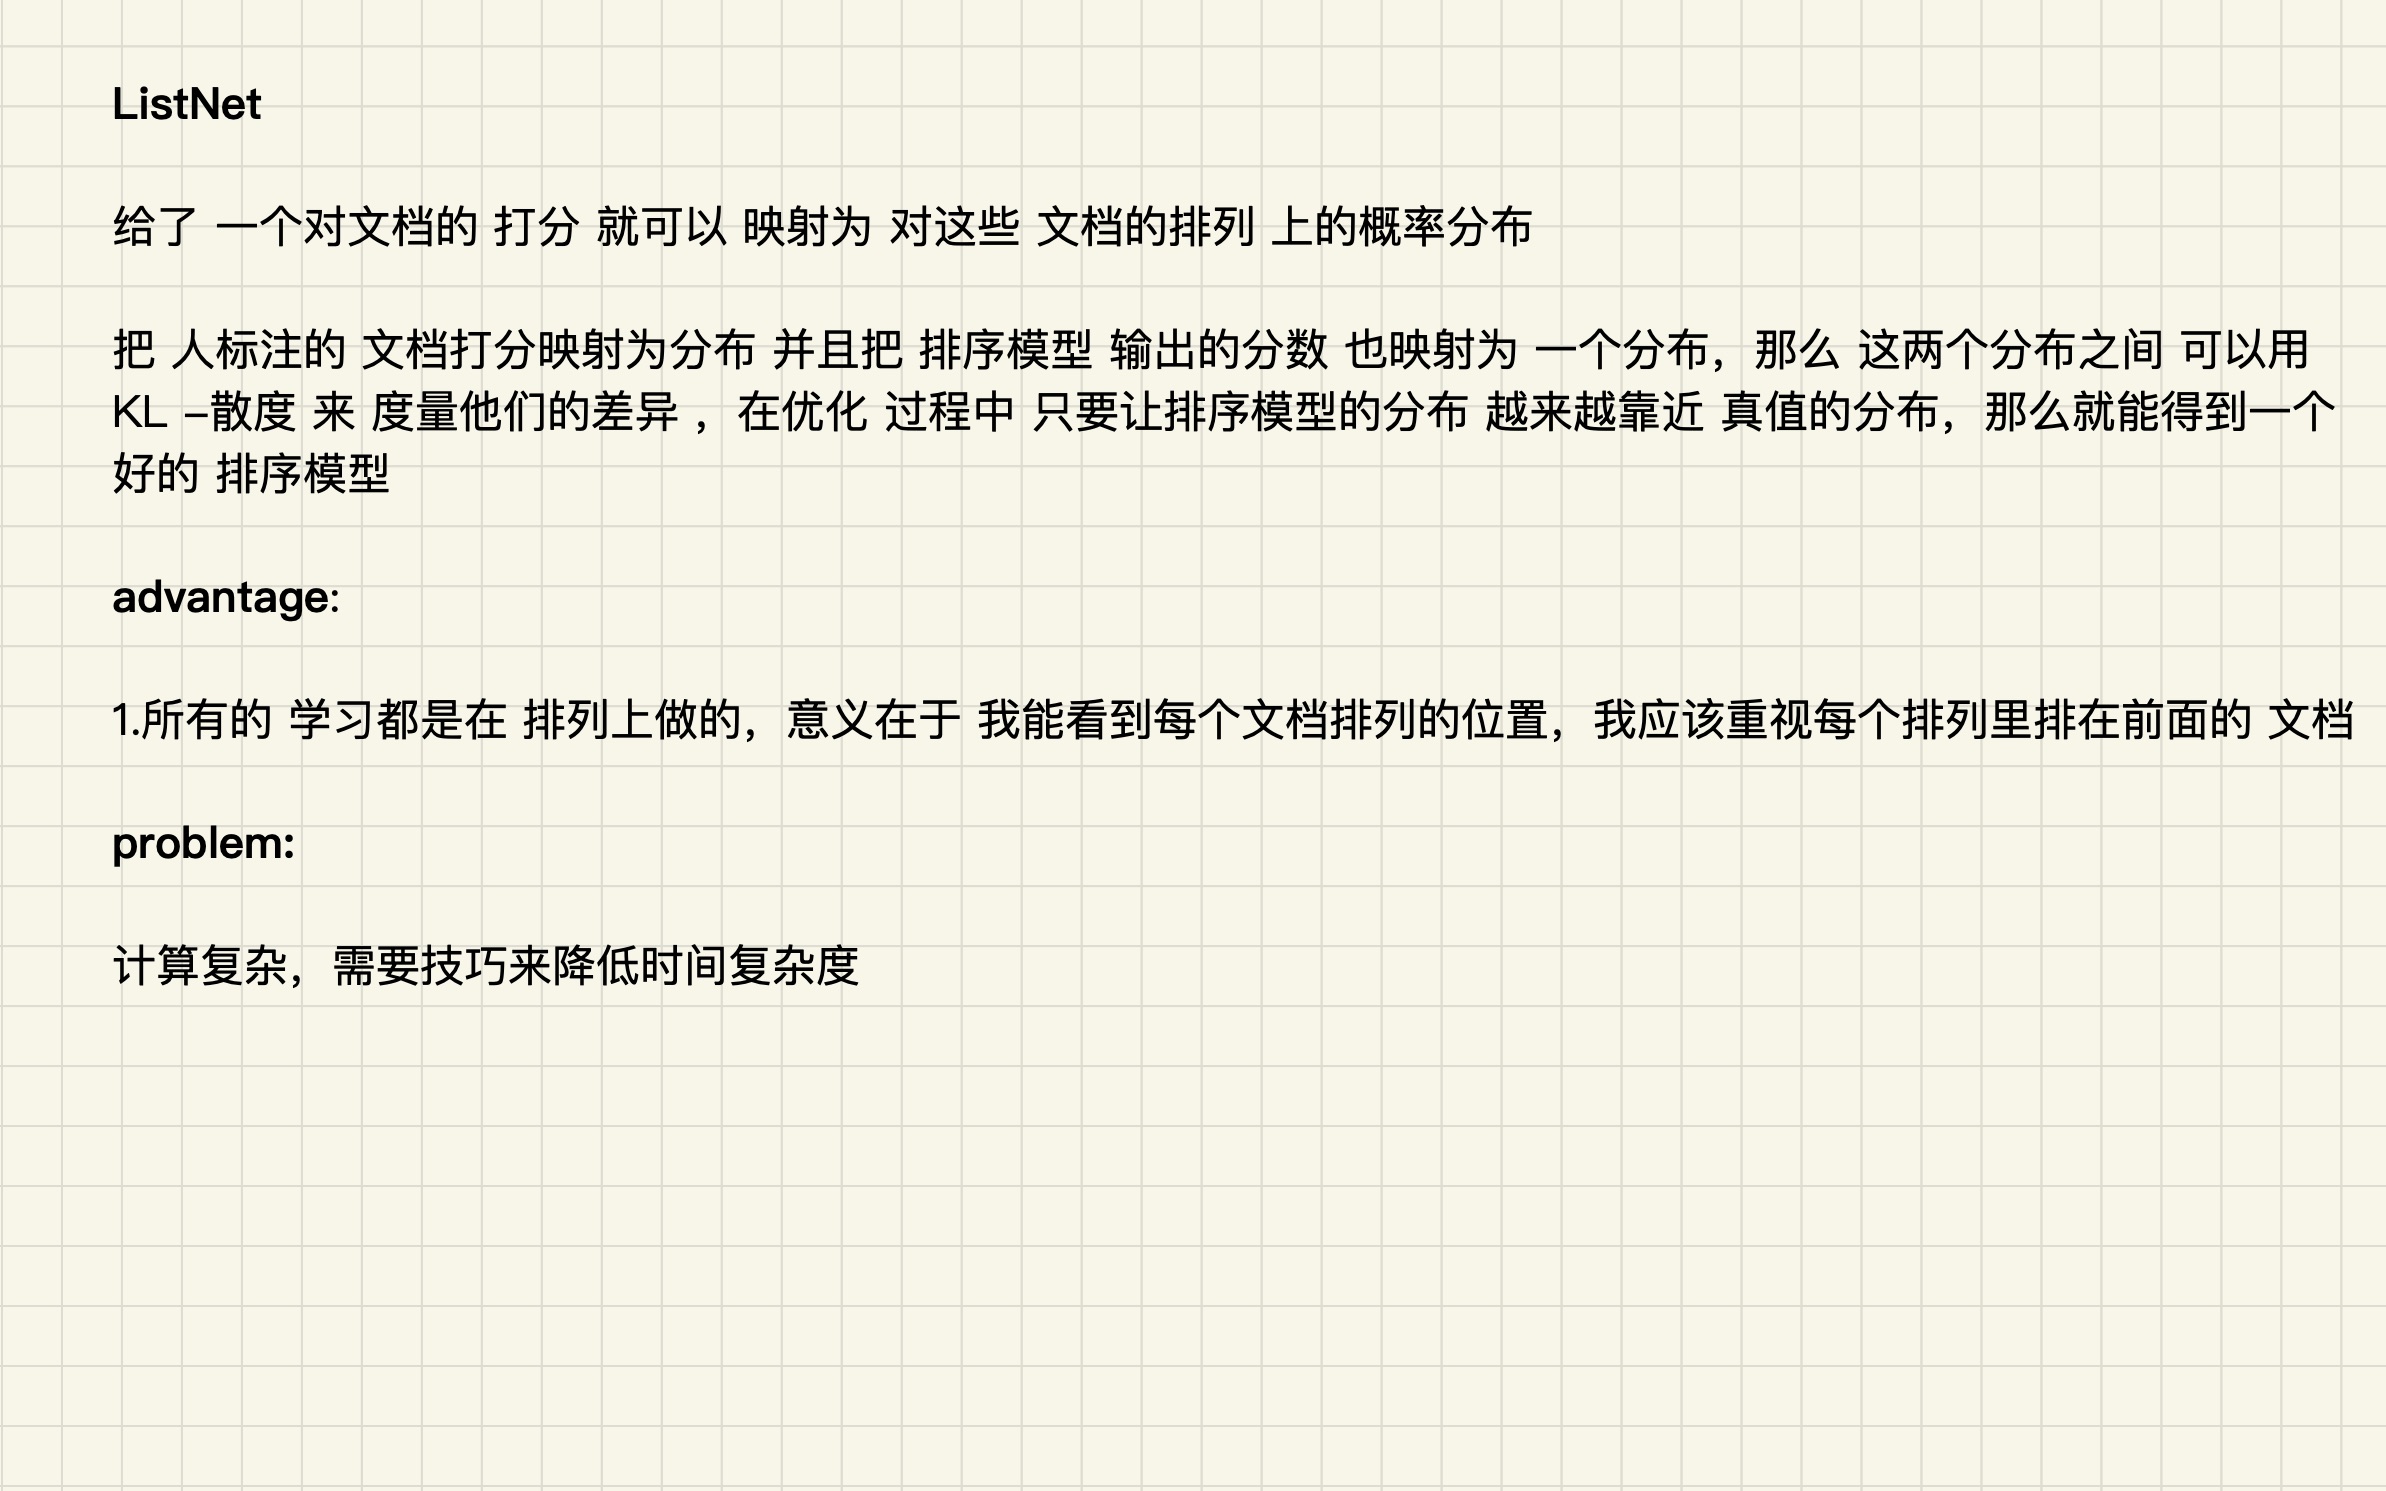 ListNet
给了 一个对文档的 打分 就可以 映射为 对这些 文档的排列 上的概率分布
把 人标注的 文档打分映射为分布 并且把 排序模型 输出的分数 也映射为 一个分布，那么 这两个分布之间 可以用
KL –散度 来 度量他们的差异 ，在优化 过程中 只要让排序模型的分布 越来越靠近 真值的分布，那么就能得到一个
好的 排序模型
advantage:
1.所有的 学习都是在 排列上做的，意义在于 我能看到每个文档排列的位置，我应该重视每个排列里排在前面的 文档
problem:
计算复杂，需要技巧来降低时间复杂度